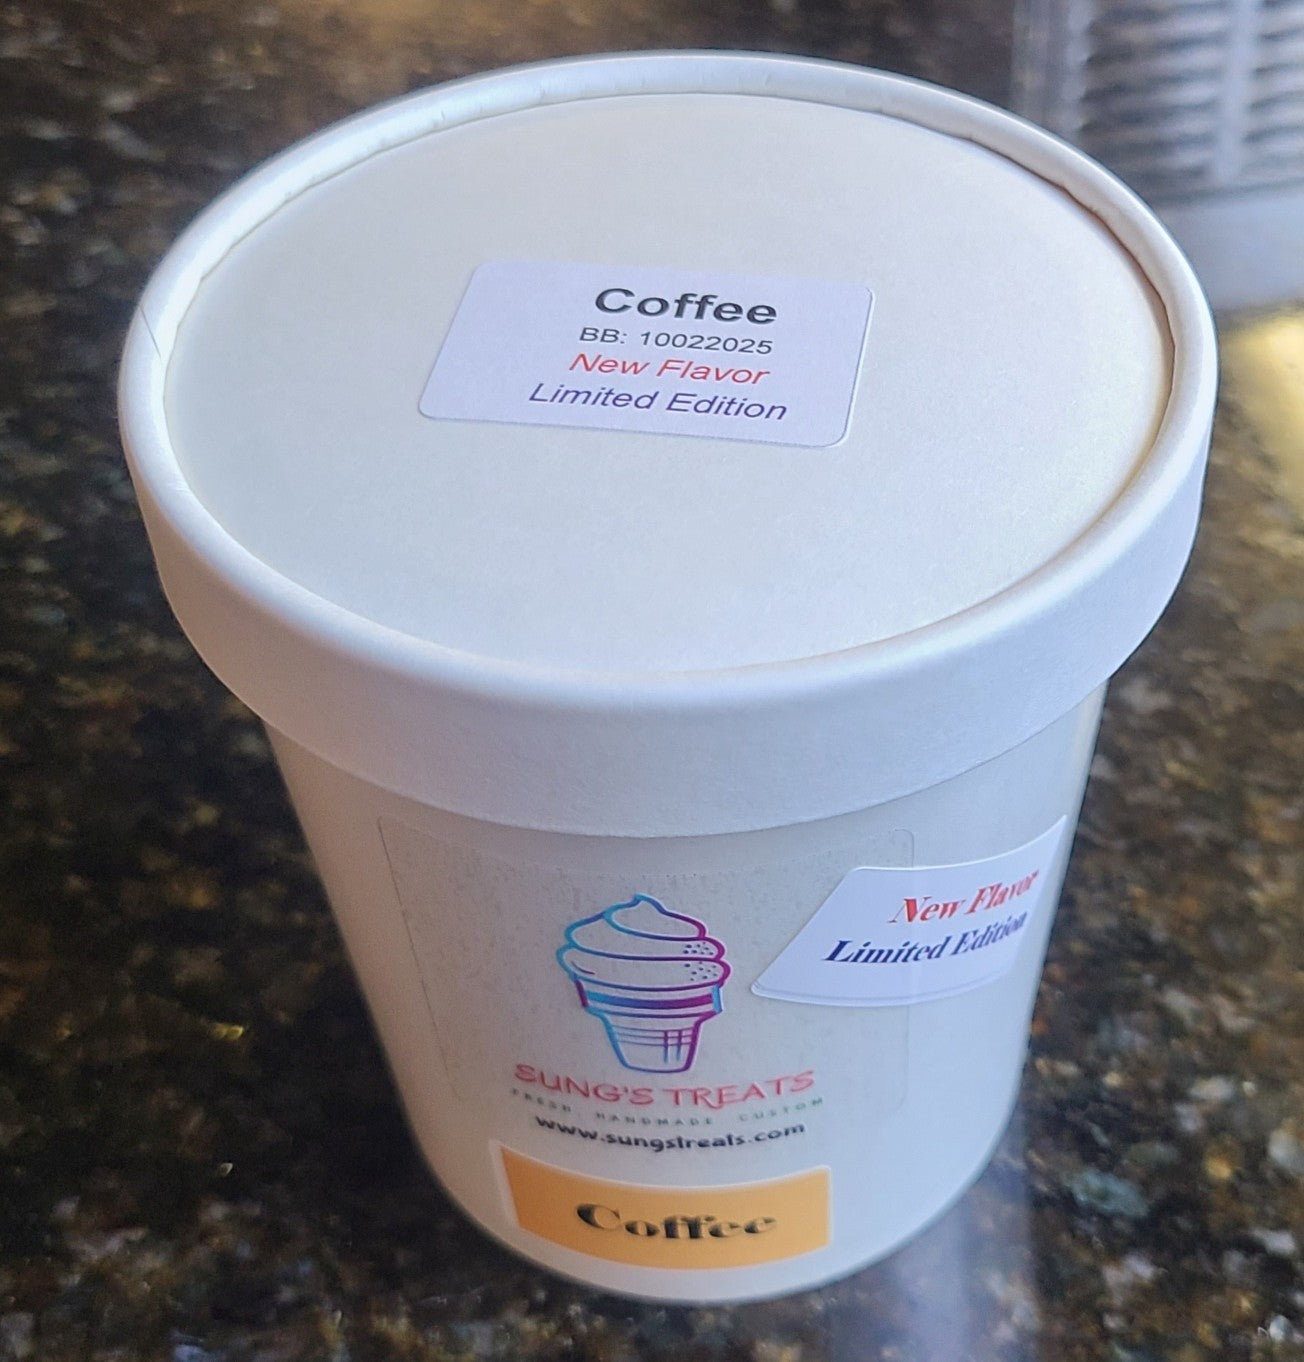 Coffee
BB: 10022025
New Flavor
Limited Edition
New Flavor
Limited Edition
SUNG'S TREATS
FRESH HANDMADE CUSTOM
www.sungstreats.com
Coffee